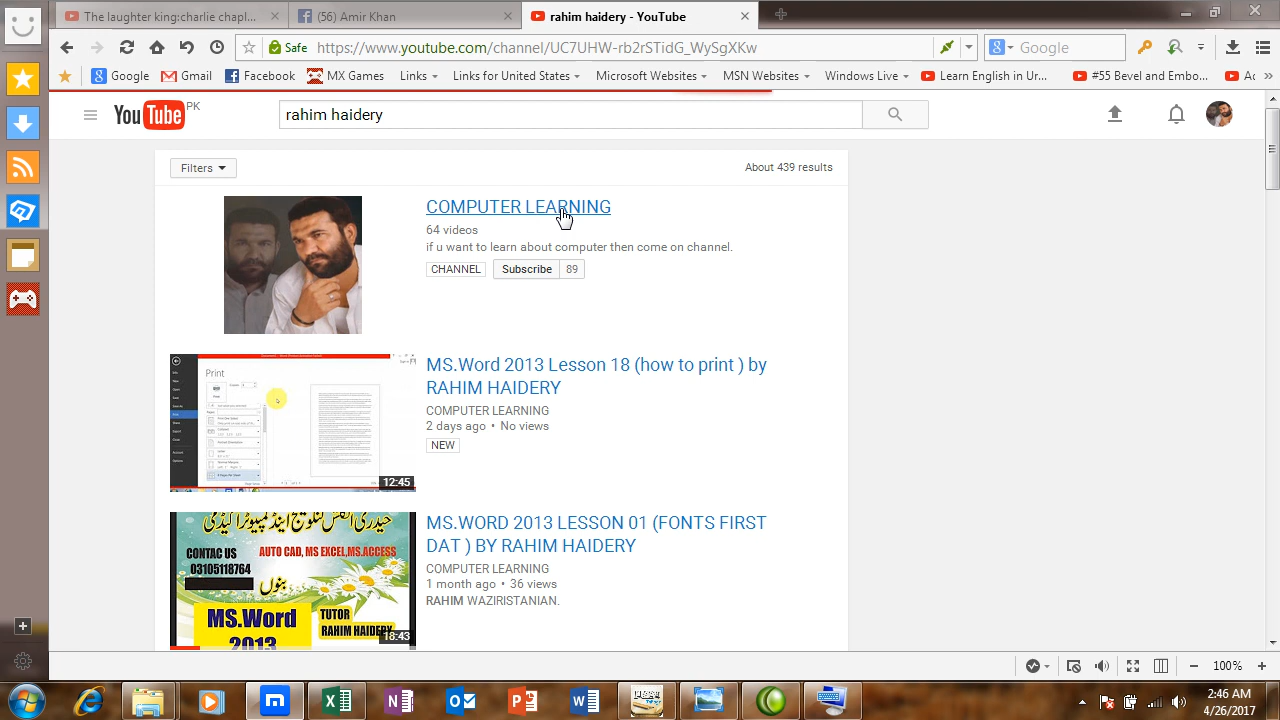 The laughter king:charlie chapl...
(56) Amir Khan
rahim haidery - YouTube
Safe https://www.youtube.com/channel/UC7UHW-rb2rSTidG_WySgXKw
Google
Google Gmail Facebook MX Games Links Links for United States Microsoft Websites MSN Websites Windows Live Learn English in Ur... #55 Bevel and Embo... Ac
YouTube PK
rahim haidery
Filters
About 439 results
COMPUTER LEARNING
64 videos
if u want to learn about computer then come on channel.
CHANNEL Subscribe 89
Print
12:45
MS.Word 2013 Lesson 18 (how to print ) by
RAHIM HAIDERY
COMPUTER LEARNING
2 days ago • No views
NEW
CONTAC US
03105118764
AUTO CAD, MS EXCEL,MS.ACCESS
بنوں
MS.Word
2013
TUTOR
RAHIM HAIDERY
18:43
MS.WORD 2013 LESSON 01 (FONTS FIRST
DAT ) BY RAHIM HAIDERY
COMPUTER LEARNING
1 month ago • 36 views
RAHIM WAZIRISTANIAN.
100%
2:46 AM
4/26/2017